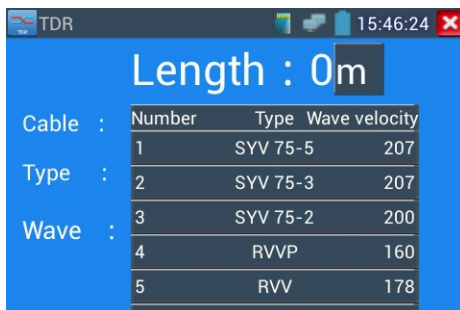 TDR 15:46:24
Length : 0m
Cable :
Type :
Wave :
Number Type Wave velocity
1 SYV 75-5 207
2 SYV 75-3 207
3 SYV 75-2 200
4 RVVP 160
5 RVV 178